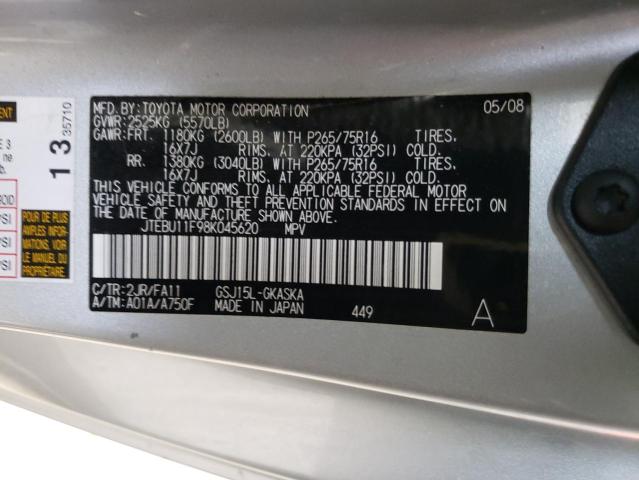 MFD. BY: TOYOTA MOTOR CORPORATION 05/08
GVWR: 2525KG (5570LB)
GAWR: FRT. 1180KG (2600LB) WITH P265/75R16 TIRES,
16X7J RIMS, AT 220KPA (32PSI) COLD.
RR. 1380KG (3040LB) WITH P265/75R16 TIRES,
16X7J RIMS, AT 220KPA (32PSI) COLD.
THIS VEHICLE CONFORMS TO ALL APPLICABLE FEDERAL MOTOR
VEHICLE SAFETY AND THEFT PREVENTION STANDARDS IN EFFECT
ON THE DATE OF MANUFACTURE SHOWN ABOVE.
JTEBU11F98K045620 MPV
C/TR: 2JR/FA11 GSJ15L-GKASKA
A/TM: A01A/A750F MADE IN JAPAN 449 A
13 35710
POUR DE PLUS
AMPLES INFOR-
MATIONS, VOIR
LE MANUEL DU
PROPRIÉTAIRE